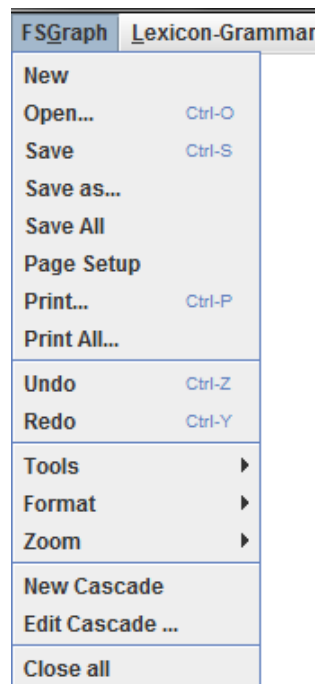 FSGraph Lexicon-Grammar
New
Open... Ctrl-O
Save Ctrl-S
Save as...
Save All
Page Setup
Print... Ctrl-P
Print All...
Undo Ctrl-Z
Redo Ctrl-Y
Tools
Format
Zoom
New Cascade
Edit Cascade ...
Close all